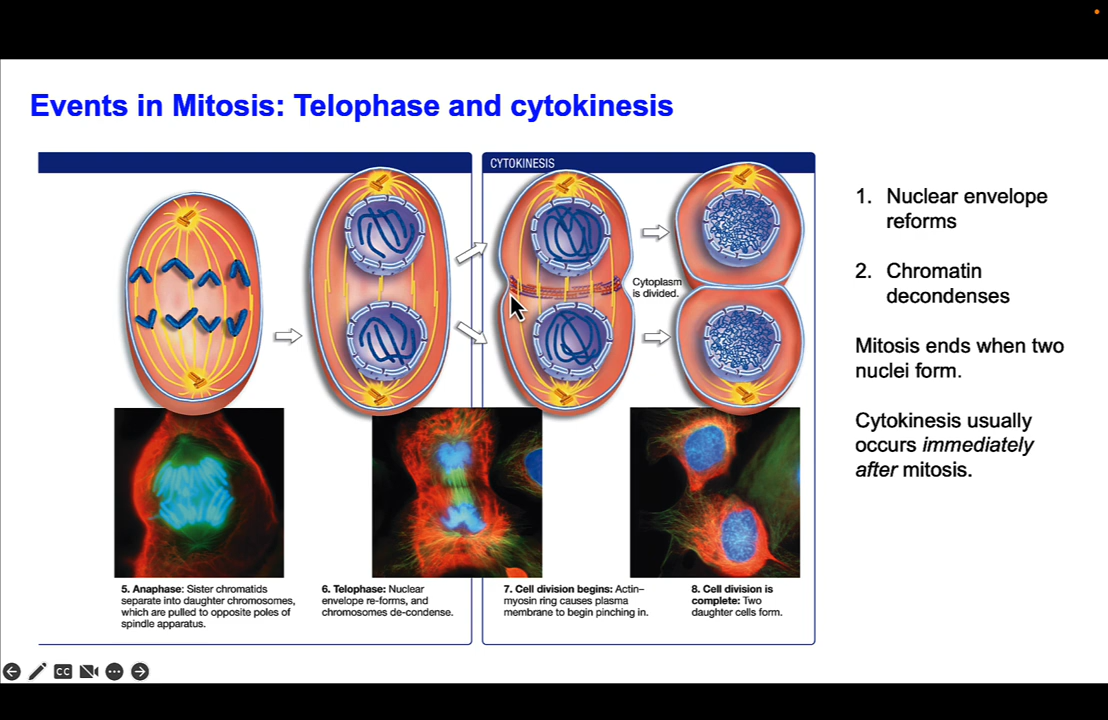 Events in Mitosis: Telophase and cytokinesis
CYTOKINESIS
Cytoplasm
is divided.
5. Anaphase: Sister chromatids
separate into daughter chromosomes,
which are pulled to opposite poles of
spindle apparatus.
6. Telophase: Nuclear
envelope re-forms, and
chromosomes de-condense.
7. Cell division begins: Actin–
myosin ring causes plasma
membrane to begin pinching in.
8. Cell division is
complete: Two
daughter cells form.
1. Nuclear envelope
reforms
2. Chromatin
decondenses
Mitosis ends when two
nuclei form.
Cytokinesis usually
occurs immediately
after mitosis.
CC